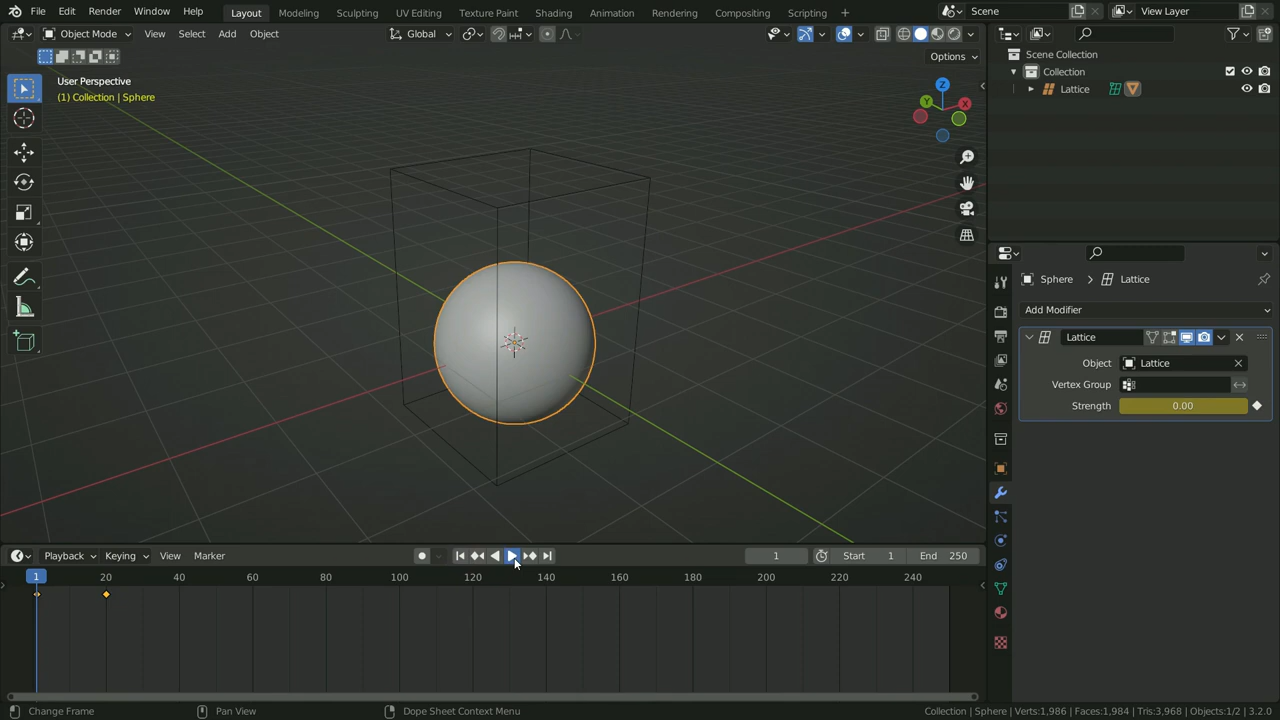 File Edit Render Window Help Layout Modeling Sculpting UV Editing Texture Paint Shading Animation Rendering Compositing Scripting + Scene View Layer
Object Mode View Select Add Object Global
Options
User Perspective
(1) Collection | Sphere
Z
Y
X
Scene Collection
Collection
Lattice
Sphere > Lattice
Add Modifier
Lattice
Object Lattice
Vertex Group
Strength 0.00
Playback Keying View Marker 1 Start 1 End 250
1 20 40 60 80 100 120 140 160 180 200 220 240
Change Frame Pan View Dope Sheet Context Menu Collection | Sphere | Verts:1,986 | Faces:1,984 | Tris:3,968 | Objects:1/2 | 3.2.0